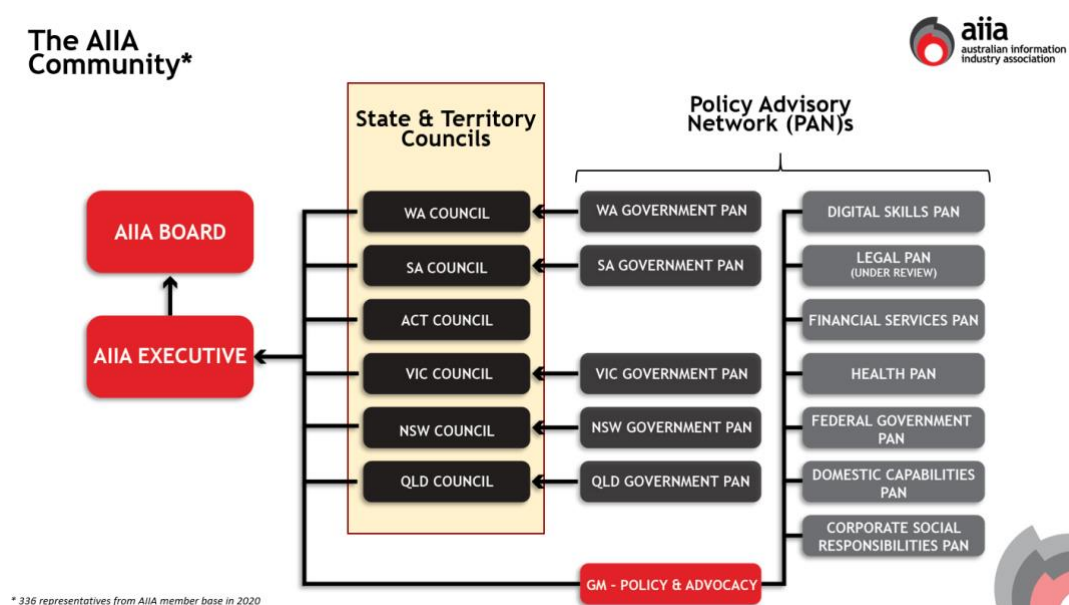 The AIIA
Community*
aiia
australian information
industry association
State & Territory
Councils
Policy Advisory
Network (PAN)s
AIIA BOARD
AIIA EXECUTIVE
WA COUNCIL
SA COUNCIL
ACT COUNCIL
VIC COUNCIL
NSW COUNCIL
QLD COUNCIL
WA GOVERNMENT PAN
SA GOVERNMENT PAN
VIC GOVERNMENT PAN
NSW GOVERNMENT PAN
QLD GOVERNMENT PAN
DIGITAL SKILLS PAN
LEGAL PAN
(UNDER REVIEW)
FINANCIAL SERVICES PAN
HEALTH PAN
FEDERAL GOVERNMENT
PAN
DOMESTIC CAPABILITIES
PAN
CORPORATE SOCIAL
RESPONSIBILITIES PAN
GM - POLICY & ADVOCACY
* 336 representatives from AIIA member base in 2020